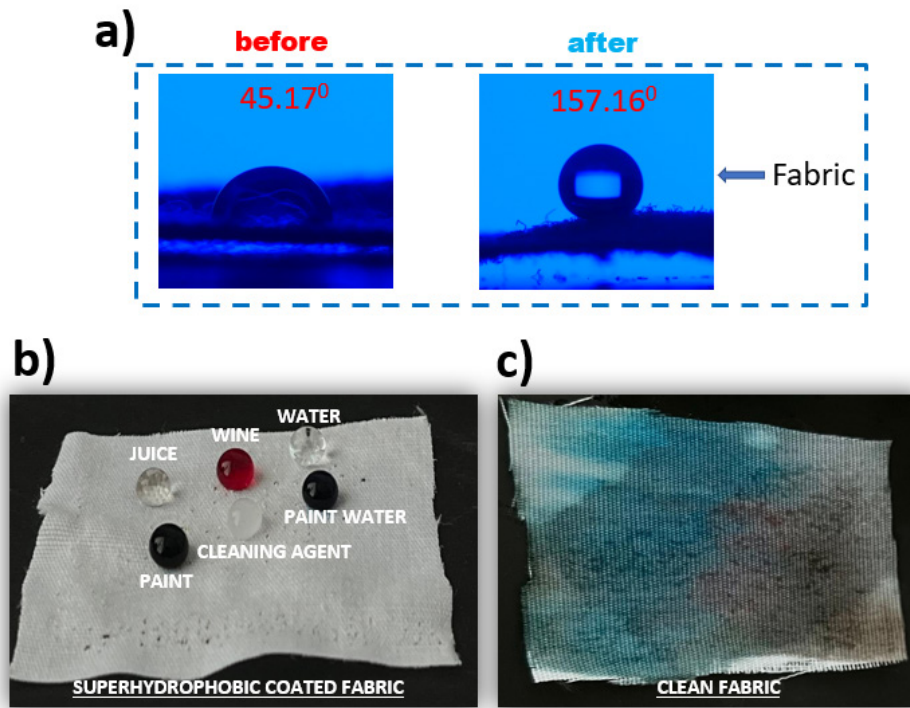 a)
before
after
45.17⁰
157.16⁰
Fabric
b)
c)
WATER
WINE
JUICE
PAINT WATER
CLEANING AGENT
PAINT
SUPERHYDROPHOBIC COATED FABRIC
CLEAN FABRIC